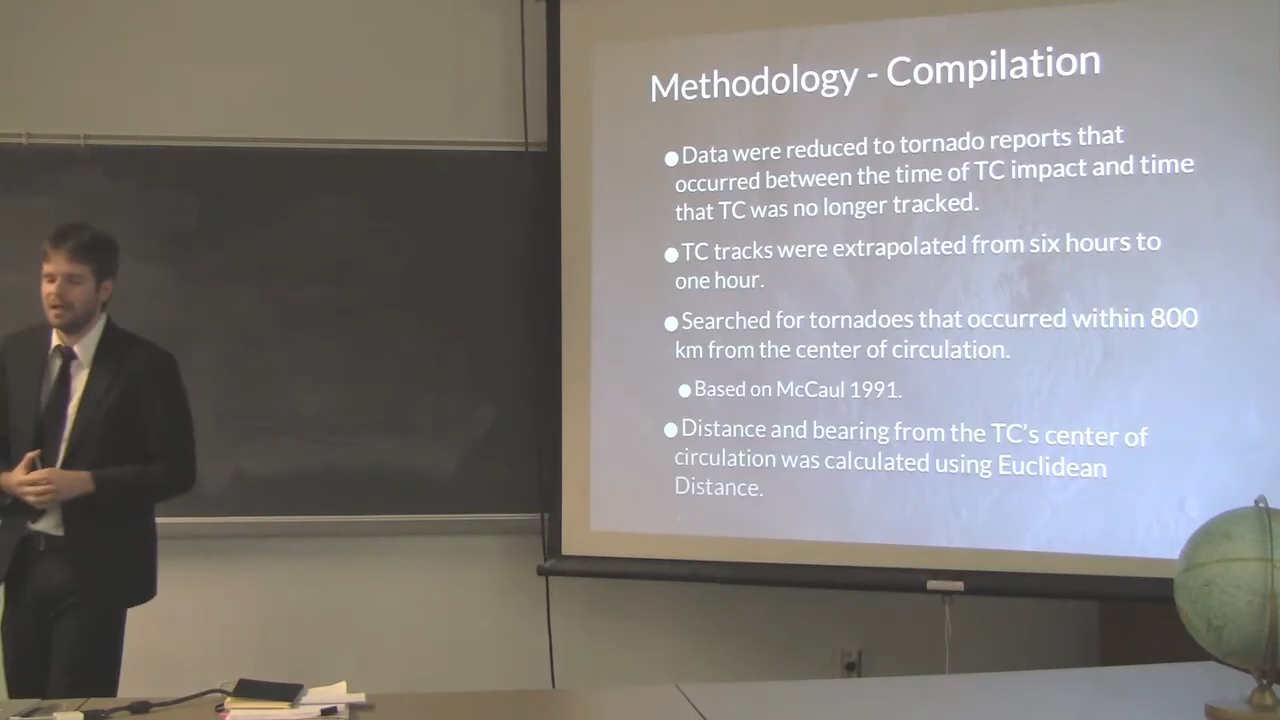 Methodology - Compilation
●Data were reduced to tornado reports that
occurred between the time of TC impact and time
that TC was no longer tracked.
●TC tracks were extrapolated from six hours to
one hour.
●Searched for tornadoes that occurred within 800
km from the center of circulation.
●Based on McCaul 1991.
●Distance and bearing from the TC's center of
circulation was calculated using Euclidean
Distance.